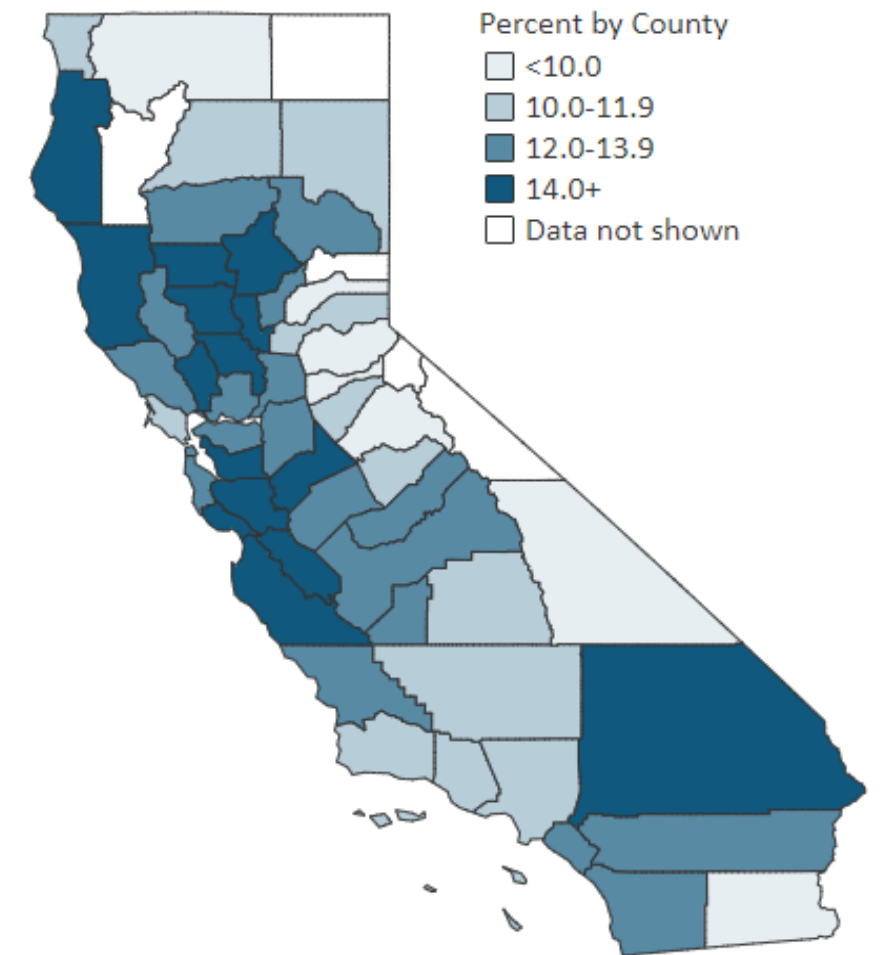 Percent by County
<10.0
10.0-11.9
12.0-13.9
14.0+
Data not shown